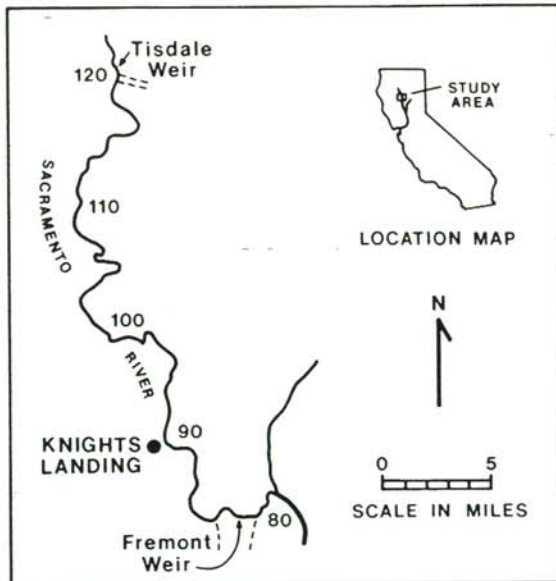 Tisdale
Weir
120
STUDY
AREA
SACRAMENTO
110
LOCATION MAP
100
N
RIVER
90
KNIGHTS
LANDING
0 5
SCALE IN MILES
80
Fremont
Weir